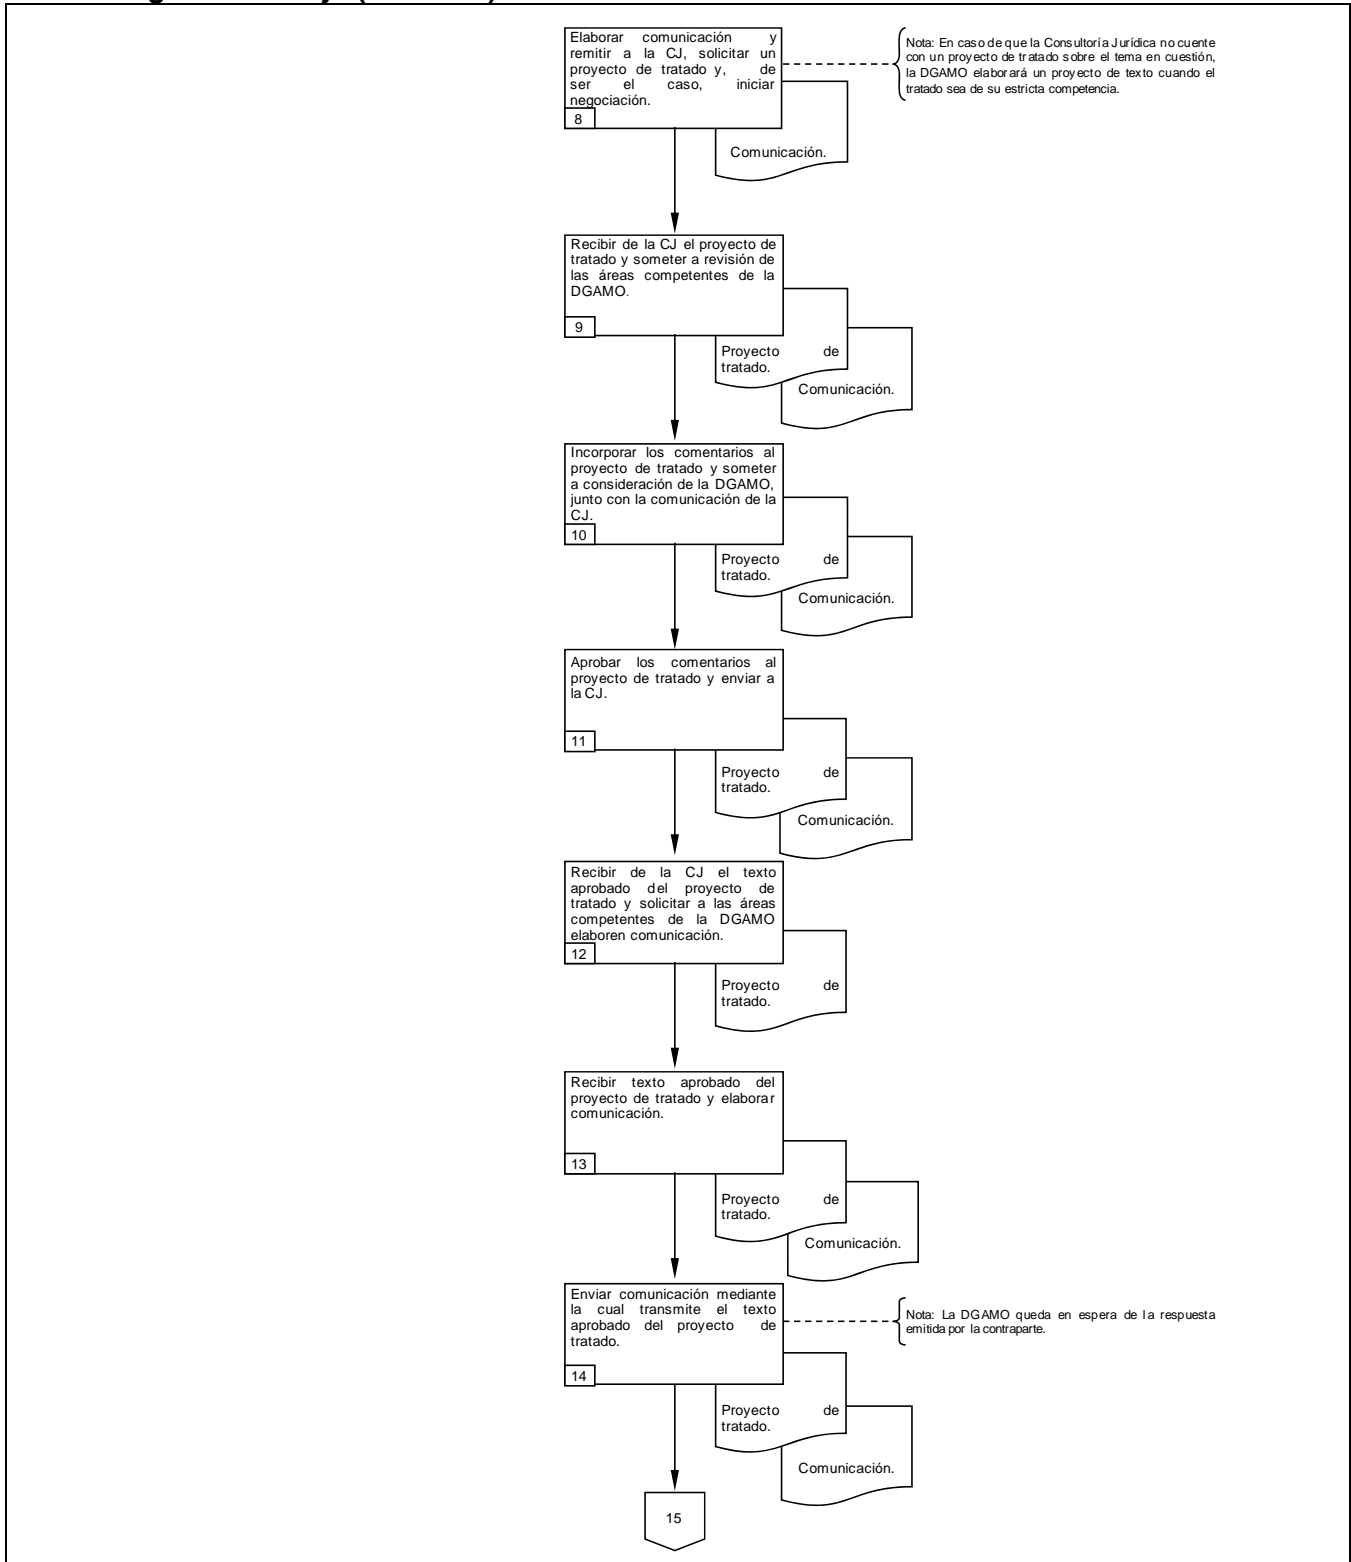 Elaborar comunicación y
remitir a la CJ, solicitar un
proyecto de tratado y, de
ser el caso, iniciar
negociación.
8
Nota: En caso de que la Consultoría Jurídica no cuente
con un proyecto de tratado sobre el tema en cuestión,
la DGAMO elaborará un proyecto de texto cuando el
tratado sea de su estricta competencia.
Comunicación.
Recibir de la CJ el proyecto de
tratado y someter a revisión de
las áreas competentes de la
DGAMO.
9
Proyecto de
tratado.
Comunicación.
Incorporar los comentarios al
proyecto de tratado y someter
a consideración de la DGAMO,
junto con la comunicación de la
CJ.
10
Proyecto de
tratado.
Comunicación.
Aprobar los comentarios al
proyecto de tratado y enviar a
la CJ.
11
Proyecto de
tratado.
Comunicación.
Recibir de la CJ el texto
aprobado del proyecto de
tratado y solicitar a las áreas
competentes de la DGAMO
elaboren comunicación.
12
Proyecto de
tratado.
Recibir texto aprobado del
proyecto de tratado y elaborar
comunicación.
13
Proyecto de
tratado.
Comunicación.
Enviar comunicación mediante
la cual transmite el texto
aprobado del proyecto de
tratado.
14
Nota: La DGAMO queda en espera de la respuesta
emitida por la contraparte.
Proyecto de
tratado.
Comunicación.
15